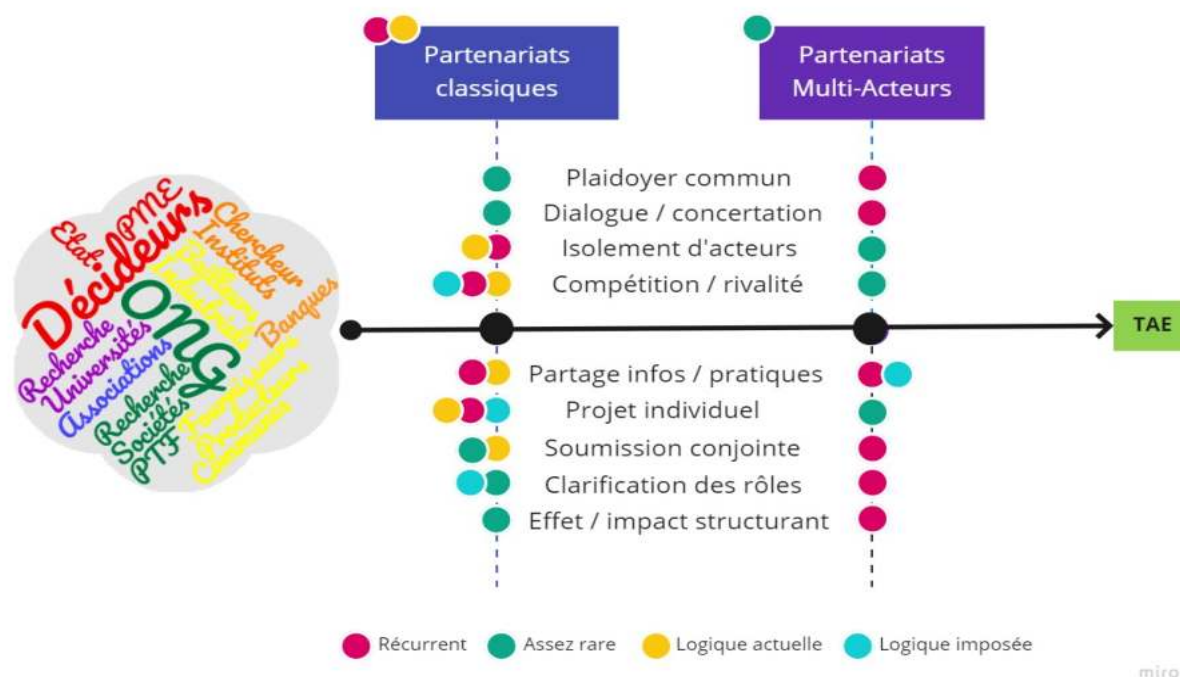 Partenariats
classiques
Partenariats
Multi-Acteurs
Etat
PME
Décideurs
Chercheur
Instituts
Banques
ONG
Recherche
Universités
Associations
Recherche
Sociétés
PTF
Plaidoyer commun
Dialogue / concertation
Isolement d'acteurs
Compétition / rivalité
TAE
Partage infos / pratiques
Projet individuel
Soumission conjointe
Clarification des rôles
Effet / impact structurant
Récurrent
Assez rare
Logique actuelle
Logique imposée
miro